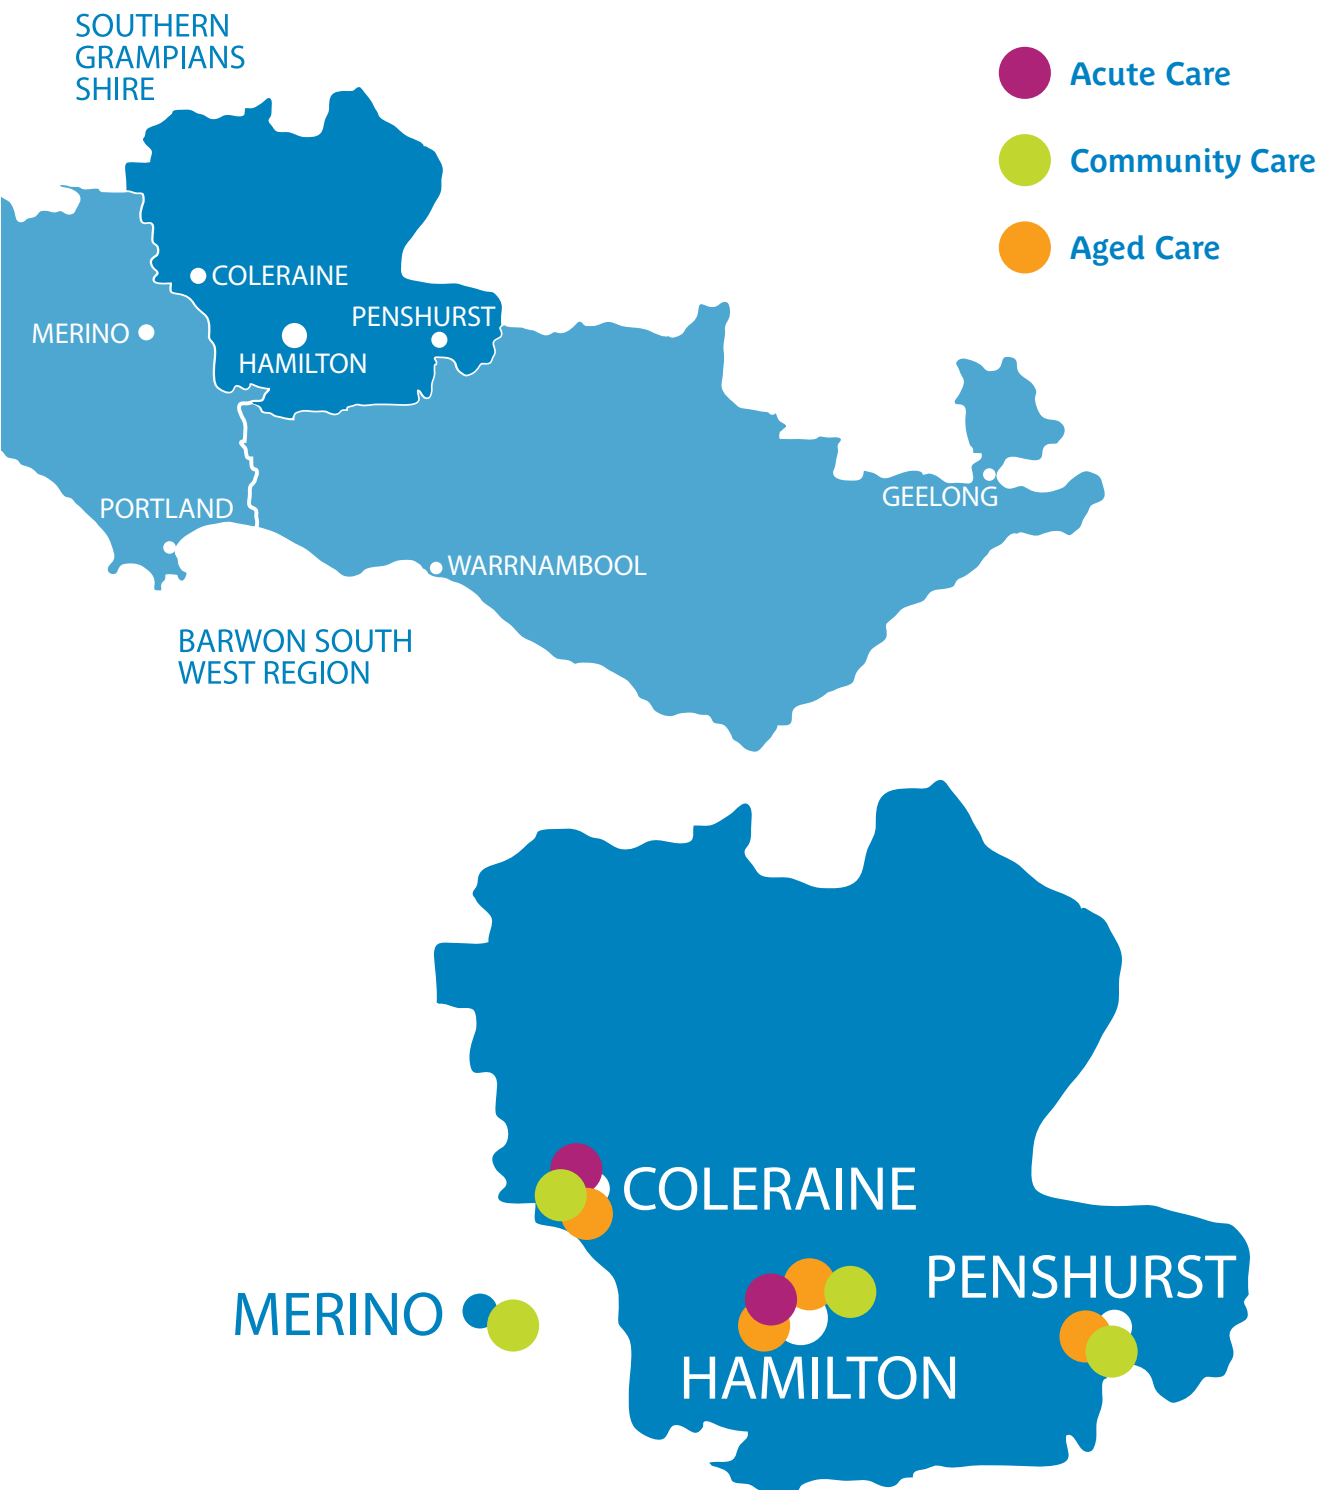 SOUTHERN
GRAMPIANS
SHIRE
Acute Care
Community Care
Aged Care
COLERAINE
PENSHURST
MERINO
HAMILTON
GEELONG
PORTLAND
WARRNAMBOOL
BARWON SOUTH
WEST REGION
COLERAINE
PENSHURST
MERINO
HAMILTON